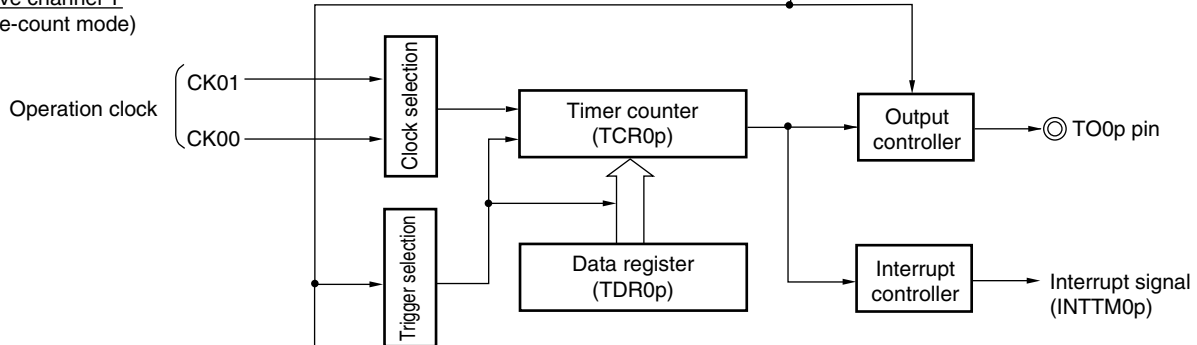 e-count mode)
Operation clock
CK01
CK00
Clock selection
Timer counter
(TCR0p)
Output
controller
TO0p pin
Trigger selection
Data register
(TDR0p)
Interrupt
controller
Interrupt signal
(INTTM0p)